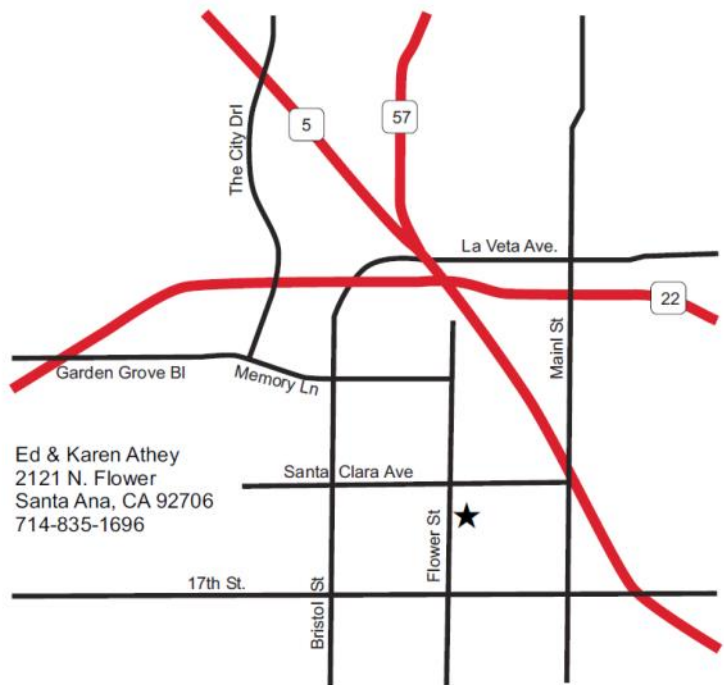 The City Drl
5
57
La Veta Ave.
22
Mainl St
Garden Grove Bl
Memory Ln
Ed & Karen Athey
2121 N. Flower
Santa Ana, CA 92706
714-835-1696
Santa Clara Ave
Flower St
17th St.
Bristol St